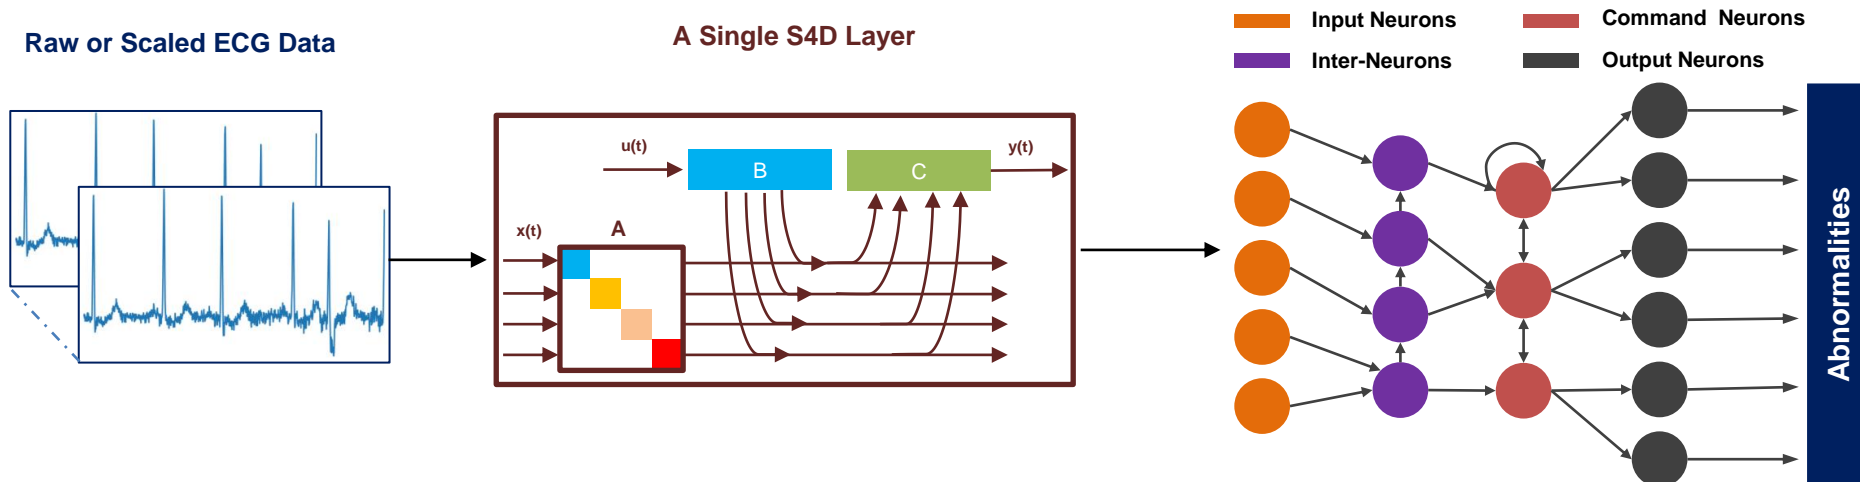 Raw or Scaled ECG Data
A Single S4D Layer
u(t)
B
C
y(t)
x(t)
A
Input Neurons
Command Neurons
Inter-Neurons
Output Neurons
Abnormalities